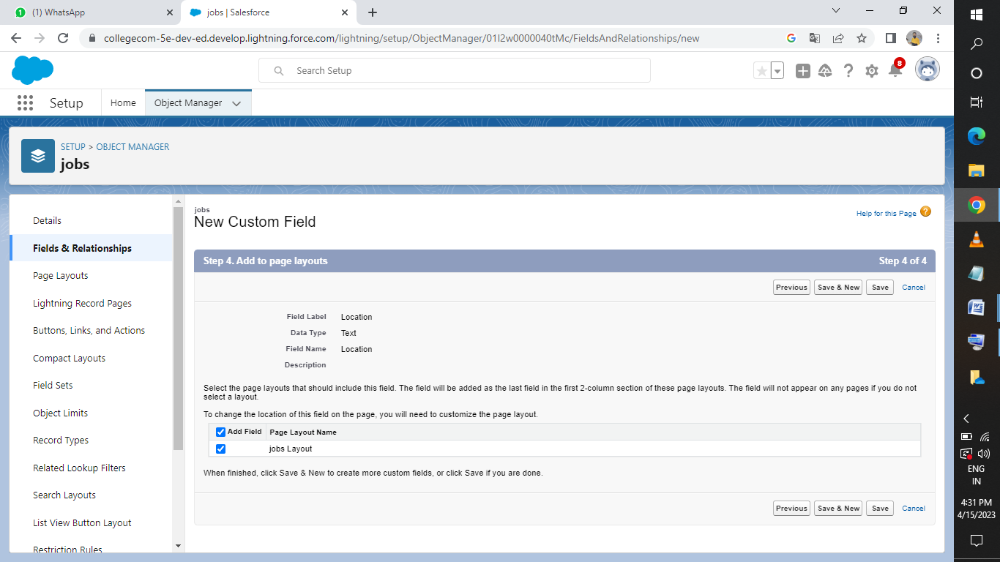 1
(1) WhatsApp
jobs | Salesforce
collegecom-5e-dev-ed.develop.lightning.force.com/lightning/setup/ObjectManager/01I2w0000040tMc/FieldsAndRelationships/new
Search Setup
8
Setup
Home
Object Manager
SETUP > OBJECT MANAGER
jobs
Details
Fields & Relationships
Page Layouts
Lightning Record Pages
Buttons, Links, and Actions
Compact Layouts
Field Sets
Object Limits
Record Types
Related Lookup Filters
Search Layouts
List View Button Layout
Restriction Rules
jobs
New Custom Field
Help for this Page ?
Step 4. Add to page layouts
Step 4 of 4
Previous Save & New Save Cancel
Field Label Location
Data Type Text
Field Name Location
Description
Select the page layouts that should include this field. The field will be added as the last field in the first 2-column section of these page layouts. The field will not appear on any pages if you do not
select a layout.
To change the location of this field on the page, you will need to customize the page layout.
Add Field Page Layout Name
jobs Layout
When finished, click Save & New to create more custom fields, or click Save if you are done.
Previous Save & New Save Cancel
ENG
IN
4:31 PM
4/15/2023